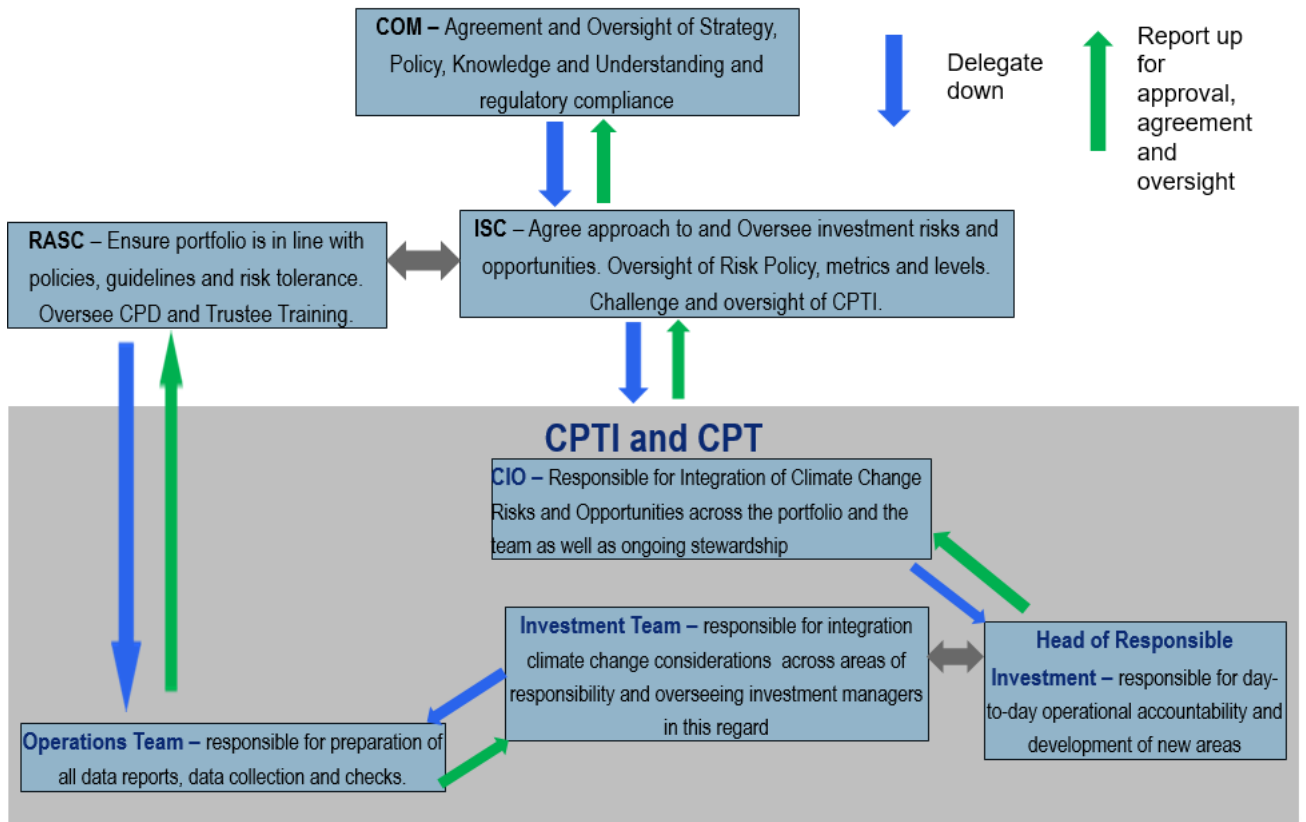 COM – Agreement and Oversight of Strategy,
Policy, Knowledge and Understanding and
regulatory compliance
Delegate
down
Report up
for
approval,
agreement
and
oversight
RASC – Ensure portfolio is in line with
policies, guidelines and risk tolerance.
Oversee CPD and Trustee Training.
ISC – Agree approach to and Oversee investment risks and
opportunities. Oversight of Risk Policy, metrics and levels.
Challenge and oversight of CPTI.
CPTI and CPT
CIO – Responsible for Integration of Climate Change
Risks and Opportunities across the portfolio and the
team as well as ongoing stewardship
Investment Team – responsible for integration
climate change considerations across areas of
responsibility and overseeing investment managers
in this regard
Head of Responsible
Investment – responsible for day-
to-day operational accountability and
development of new areas
Operations Team – responsible for preparation of
all data reports, data collection and checks.